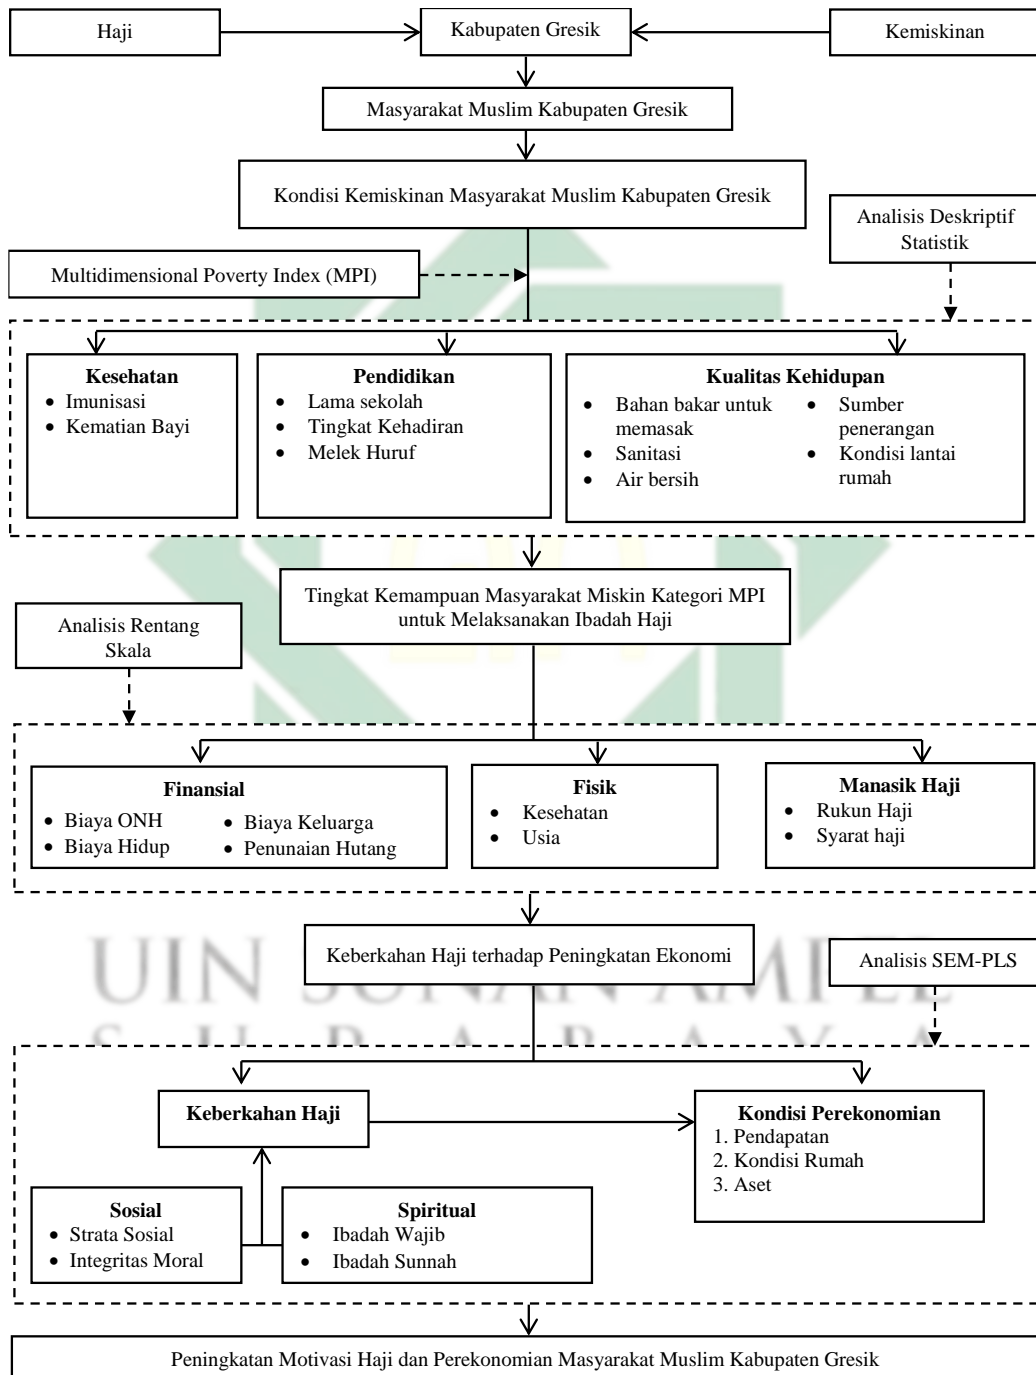 Haji
Kabupaten Gresik
Kemiskinan
Masyarakat Muslim Kabupaten Gresik
Kondisi Kemiskinan Masyarakat Muslim Kabupaten Gresik
Analisis Deskriptif
Statistik
Multidimensional Poverty Index (MPI)
Kesehatan
• Imunisasi
• Kematian Bayi
Pendidikan
• Lama sekolah
• Tingkat Kehadiran
• Melek Huruf
Kualitas Kehidupan
• Bahan bakar untuk
memasak
• Sanitasi
• Air bersih
• Sumber
penerangan
• Kondisi lantai
rumah
Tingkat Kemampuan Masyarakat Miskin Kategori MPI
untuk Melaksanakan Ibadah Haji
Analisis Rentang
Skala
Finansial
• Biaya ONH
• Biaya Hidup
• Biaya Keluarga
• Penunaian Hutang
Fisik
• Kesehatan
• Usia
Manasik Haji
• Rukun Haji
• Syarat haji
Keberkahan Haji terhadap Peningkatan Ekonomi
Analisis SEM-PLS
UIN SUNAN AMPEL
SURABAYA
Keberkahan Haji
Kondisi Perekonomian
1. Pendapatan
2. Kondisi Rumah
3. Aset
Sosial
• Strata Sosial
• Integritas Moral
Spiritual
• Ibadah Wajib
• Ibadah Sunnah
Peningkatan Motivasi Haji dan Perekonomian Masyarakat Muslim Kabupaten Gresik